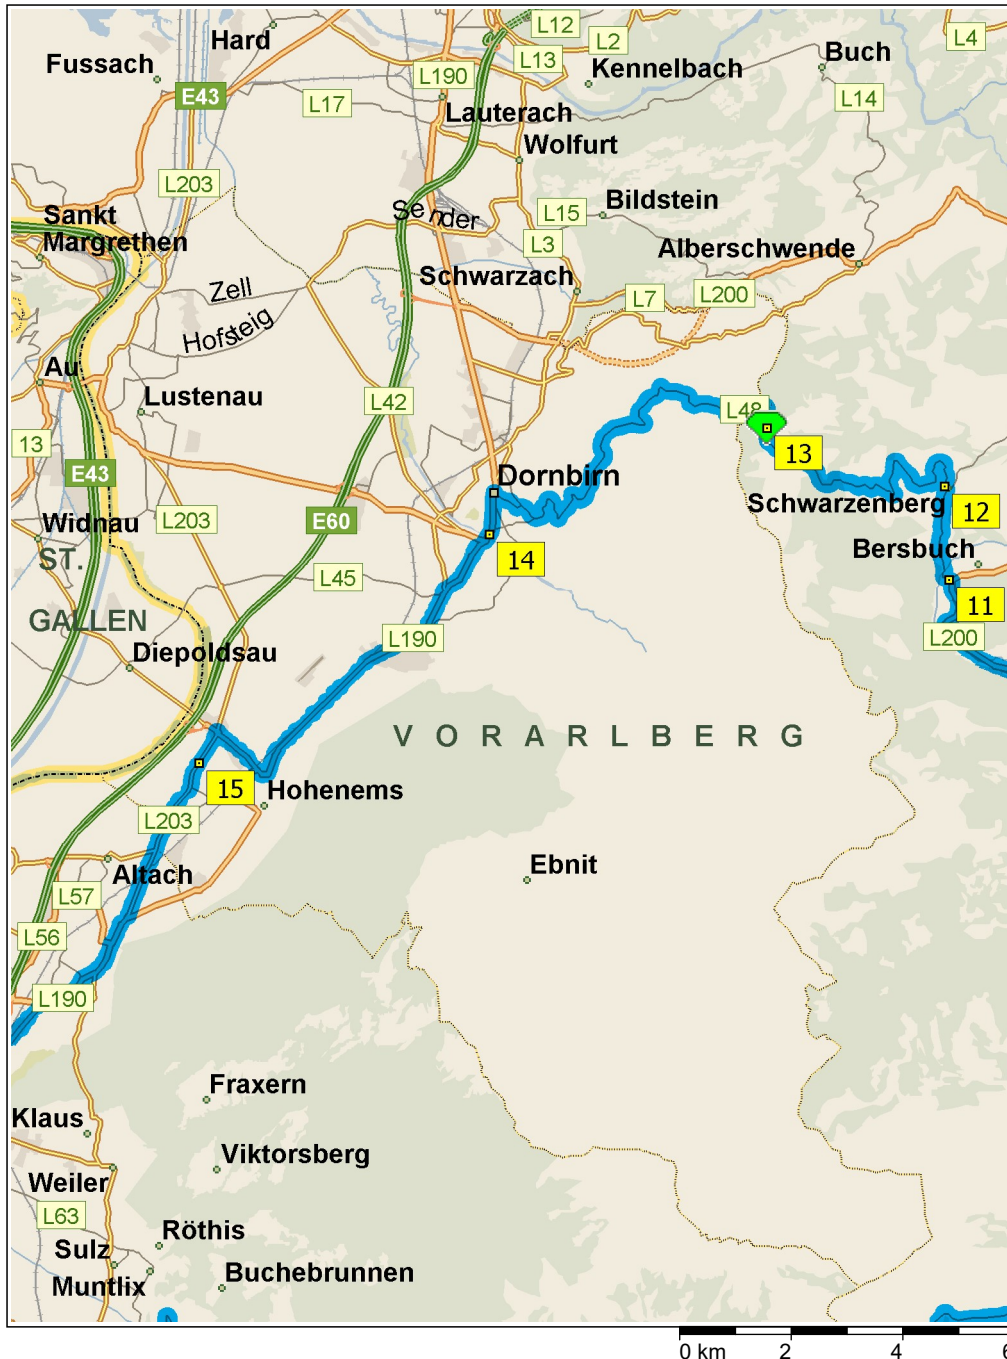 L12
L4
Hard
L2
Buch
Fussach
L13
L190
Kennelbach
E43
L17
L14
Lauterach
Wolfurt
L203
Bildstein
Sankt
Margrethen
Sender
L15
L3
Alberschwende
Schwarzach
Zell
L7
L200
Hofsteig
Au
Lustenau
L42
L48
13
13
E43
Dornbirn
Schwarzenberg
12
Widnau
L203
E60
ST.
14
Bersbuch
L45
11
GALLEN
L190
L200
Diepoldsau
VORARLBERG
15
Hohenems
L203
Altach
Ebnit
L57
L56
L190
Fraxern
Klaus
Viktorsberg
Weiler
L63
Röthis
Sulz
Muntlix
Buchebrunnen
0 km 2 4